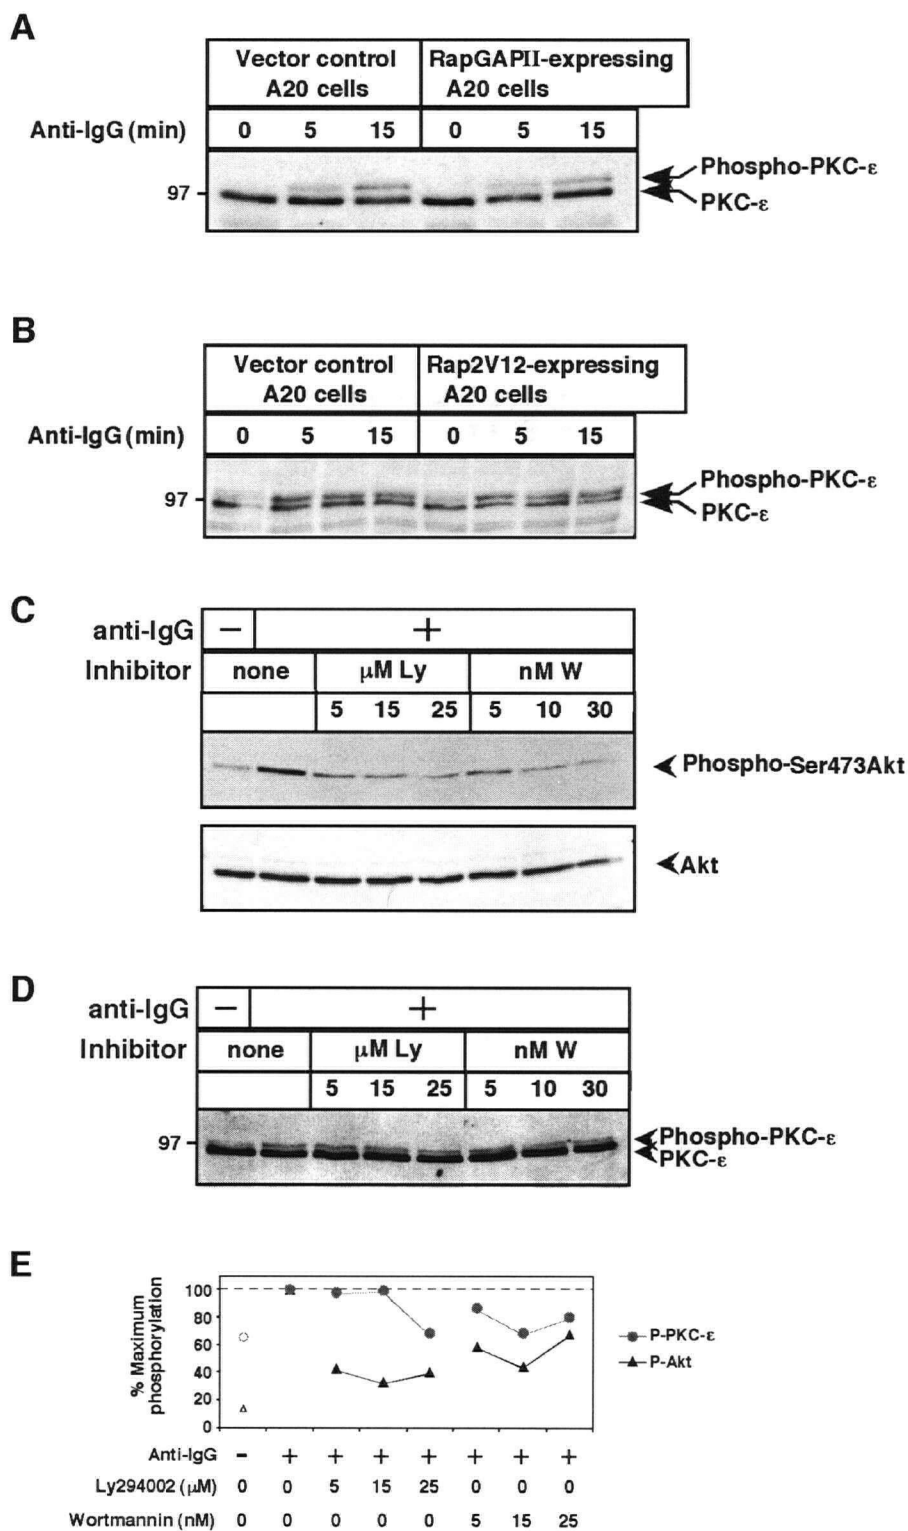 A
Vector control A20 cells
RapGAPII-expressing A20 cells
Anti-IgG (min) 0 5 15 0 5 15
97
Phospho-PKC-ε
PKC-ε
B
Vector control A20 cells
Rap2V12-expressing A20 cells
Anti-IgG (min) 0 5 15 0 5 15
97
Phospho-PKC-ε
PKC-ε
C
anti-IgG − +
Inhibitor none μM Ly nM W
5 15 25 5 10 30
Phospho-Ser473Akt
Akt
D
anti-IgG − +
Inhibitor none μM Ly nM W
5 15 25 5 10 30
97
Phospho-PKC-ε
PKC-ε
E
% Maximum phosphorylation
100
80
60
40
20
0
P-PKC-ε
P-Akt
Anti-IgG − + + + + + + +
Ly294002 (μM) 0 0 5 15 25 0 0 0
Wortmannin (nM) 0 0 0 0 0 5 15 25